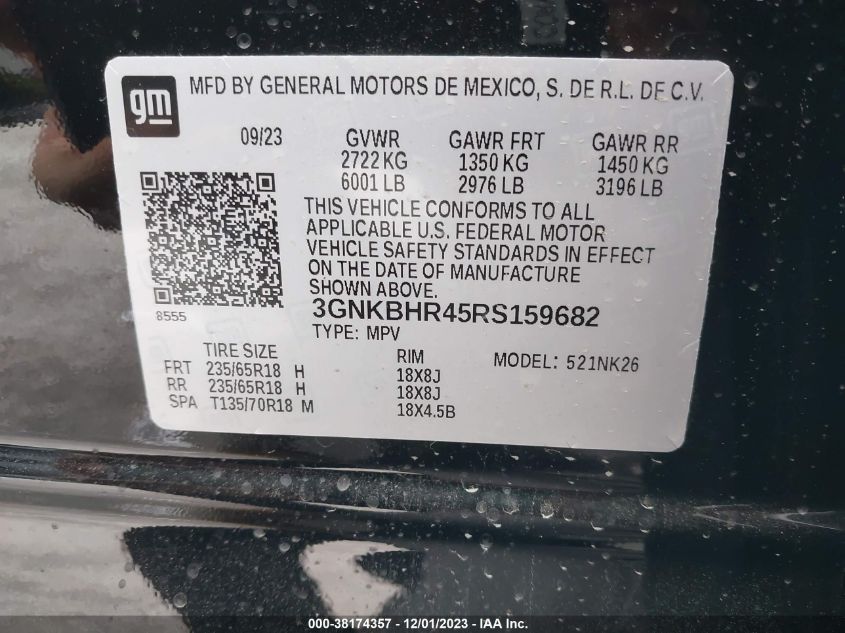 gm MFD BY GENERAL MOTORS DE MEXICO, S. DE R.L. DE C.V.
09/23 GVWR GAWR FRT GAWR RR
2722 KG 1350 KG 1450 KG
6001 LB 2976 LB 3196 LB
THIS VEHICLE CONFORMS TO ALL
APPLICABLE U.S. FEDERAL MOTOR
VEHICLE SAFETY STANDARDS IN EFFECT
ON THE DATE OF MANUFACTURE
SHOWN ABOVE.
8555 3GNKBHR45RS159682
TYPE: MPV
TIRE SIZE RIM MODEL: 521NK26
FRT 235/65R18 H 18X8J
RR 235/65R18 H 18X8J
SPA T135/70R18 M 18X4.5B
000-38174357 - 12/01/2023 - IAA Inc.